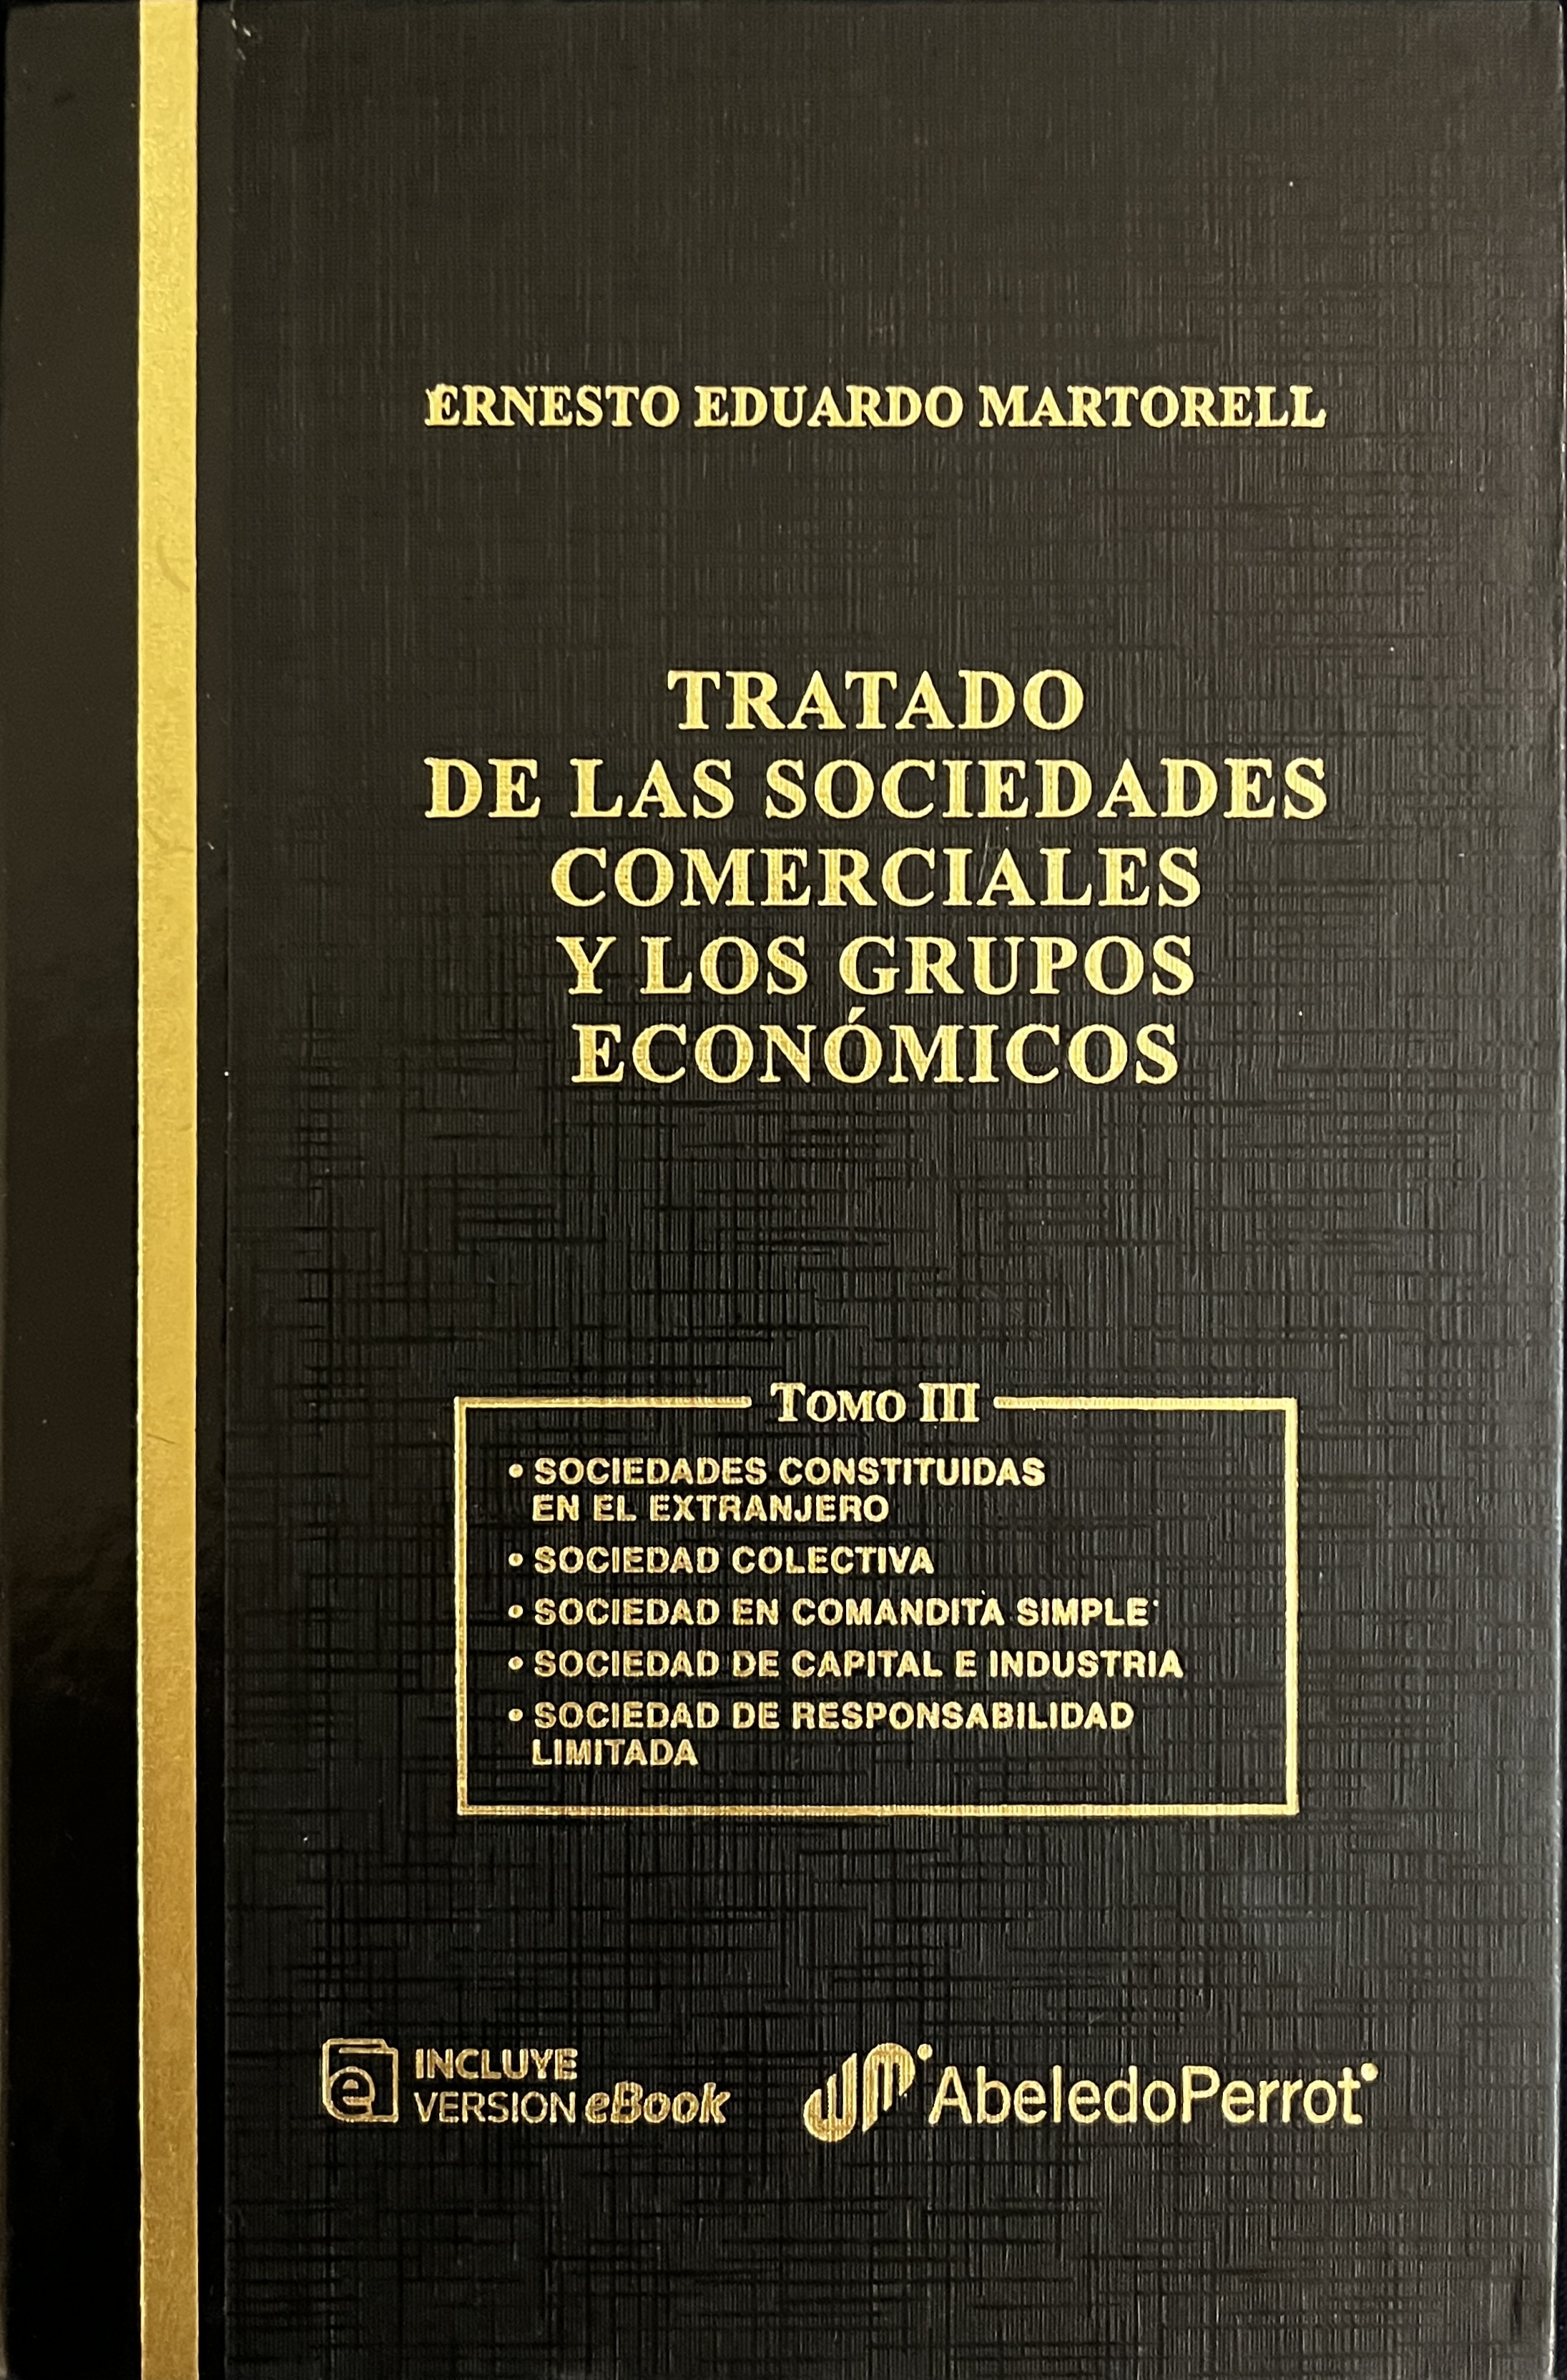 ERNESTO EDUARDO MARTORELL
TRATADO
DE LAS SOCIEDADES
COMERCIALES
Y LOS GRUPOS
ECONÓMICOS
TOMO III
• SOCIEDADES CONSTITUIDAS
EN EL EXTRANJERO
• SOCIEDAD COLECTIVA
• SOCIEDAD EN COMANDITA SIMPLE
• SOCIEDAD DE CAPITAL E INDUSTRIA
• SOCIEDAD DE RESPONSABILIDAD
LIMITADA
e INCLUYE
VERSION eBook
AbeledoPerrot